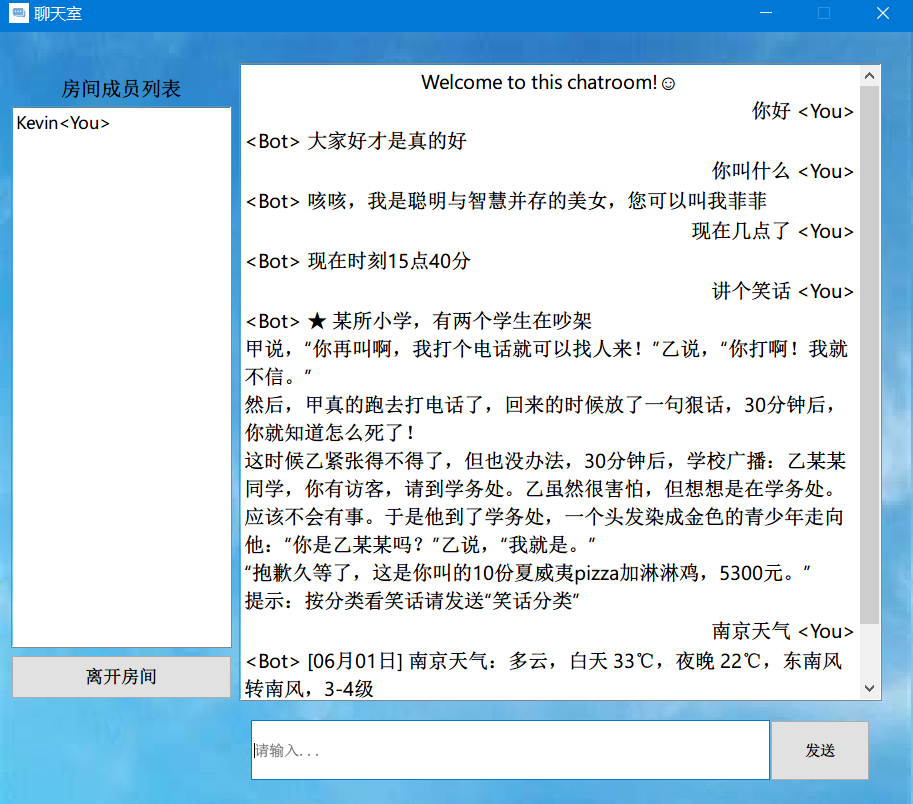 聊天室
房间成员列表
Kevin<You>
离开房间
Welcome to this chatroom!☺
你好 <You>
<Bot> 大家好才是真的好
你叫什么 <You>
<Bot> 咳咳，我是聪明与智慧并存的美女，您可以叫我菲菲
现在几点了 <You>
<Bot> 现在时刻15点40分
讲个笑话 <You>
<Bot> ★ 某所小学，有两个学生在吵架
甲说，“你再叫啊，我打个电话就可以找人来！”乙说，“你打啊！我就
不信。”
然后，甲真的跑去打电话了，回来的时候放了一句狠话，30分钟后，
你就知道怎么死了！
这时候乙紧张得不得了，但也没办法，30分钟后，学校广播：乙某某
同学，你有访客，请到学务处。乙虽然很害怕，但想想是在学务处。
应该不会有事。于是他到了学务处，一个头发染成金色的青少年走向
他：“你是乙某某吗？”乙说，“我就是。”
“抱歉久等了，这是你叫的10份夏威夷pizza加淋淋鸡，5300元。”
提示：按分类看笑话请发送“笑话分类”
南京天气 <You>
<Bot> [06月01日] 南京天气：多云，白天 33℃，夜晚 22℃，东南风
转南风，3-4级
请输入...
发送